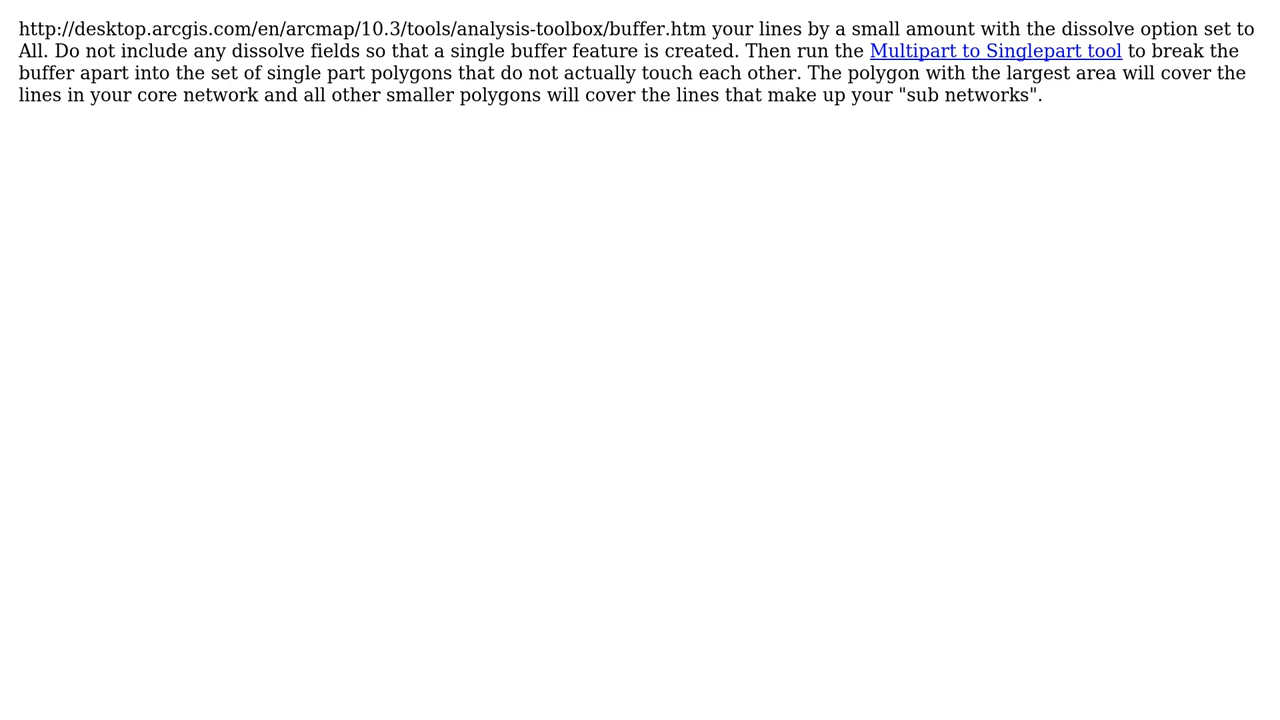 http://desktop.arcgis.com/en/arcmap/10.3/tools/analysis-toolbox/buffer.htm your lines by a small amount with the dissolve option set to
All. Do not include any dissolve fields so that a single buffer feature is created. Then run the Multipart to Singlepart tool to break the
buffer apart into the set of single part polygons that do not actually touch each other. The polygon with the largest area will cover the
lines in your core network and all other smaller polygons will cover the lines that make up your "sub networks".